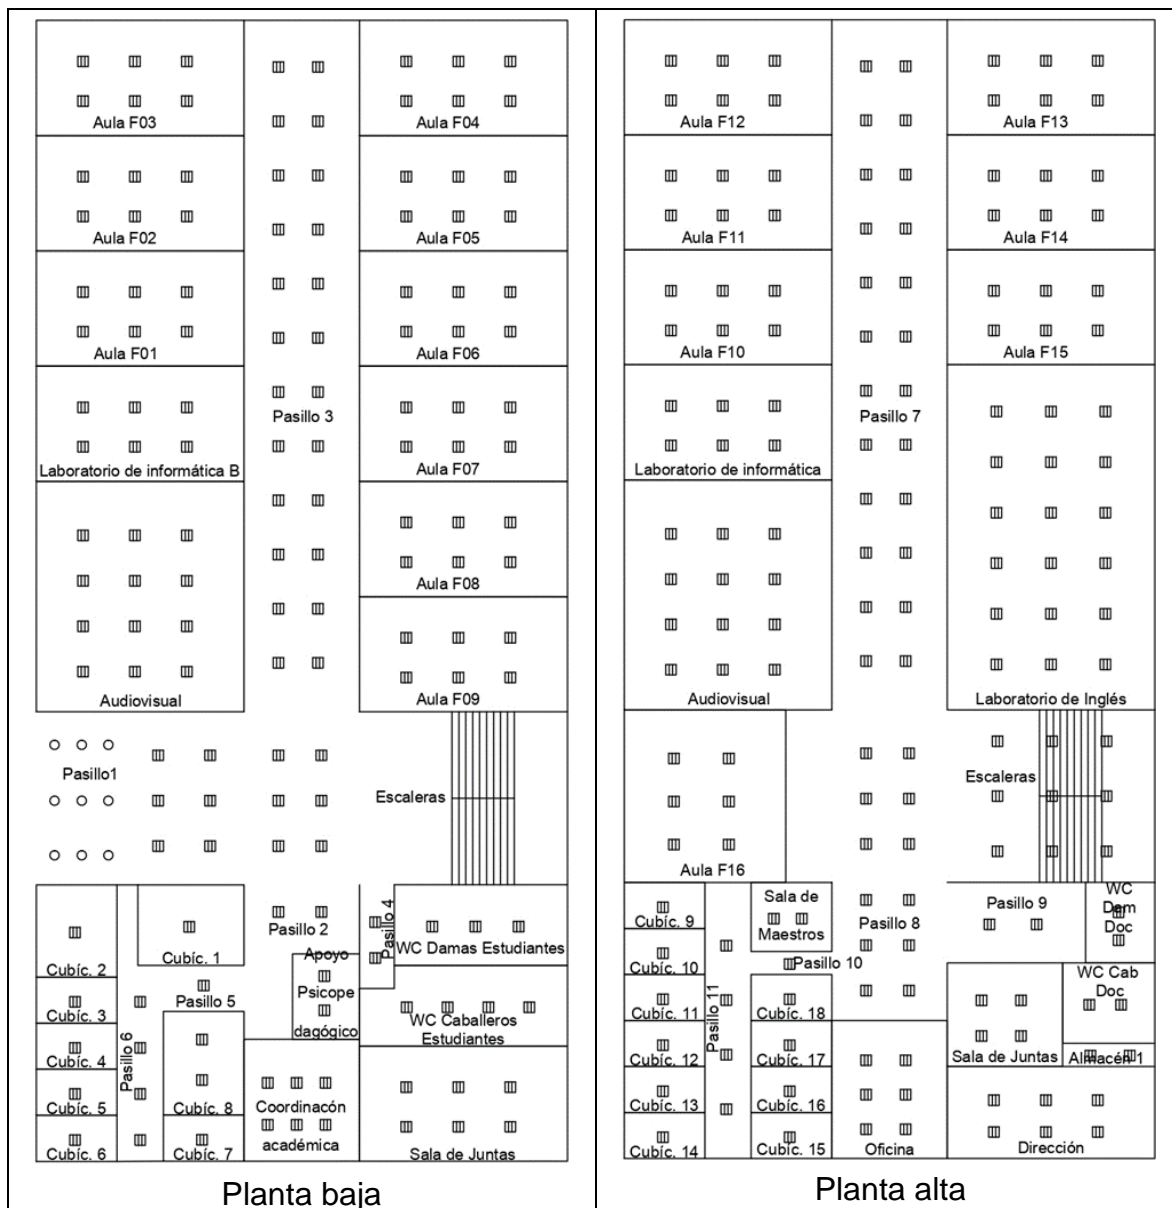 Aula F03
Aula F04
Aula F02
Aula F05
Aula F01
Aula F06
Pasillo 3
Laboratorio de informática B
Aula F07
Aula F08
Audiovisual
Aula F09
Pasillo1
Escaleras
Pasillo 2
Pasillo 4
Cubíc. 1
Cubíc. 2
Apoyo
Psicope
dagógico
WC Damas Estudiantes
Pasillo 5
Cubíc. 3
WC Caballeros
Estudiantes
Pasillo 6
Cubíc. 4
Cubíc. 5
Cubíc. 8
Coordinacón
académica
Cubíc. 6
Cubíc. 7
Sala de Juntas
Planta baja
Aula F12
Aula F13
Aula F11
Aula F14
Aula F10
Aula F15
Pasillo 7
Laboratorio de informática
Audiovisual
Laboratorio de Inglés
Escaleras
Aula F16
Sala de
Maestros
Pasillo 8
Pasillo 9
WC
Dam
Doc
Cubíc. 9
Cubíc. 10
Pasillo 10
Pasillo 11
Cubíc. 11
Cubíc. 18
WC Cab
Doc
Cubíc. 12
Cubíc. 17
Sala de Juntas
Almacén 1
Cubíc. 13
Cubíc. 16
Cubíc. 14
Cubíc. 15
Oficina
Dirección
Planta alta